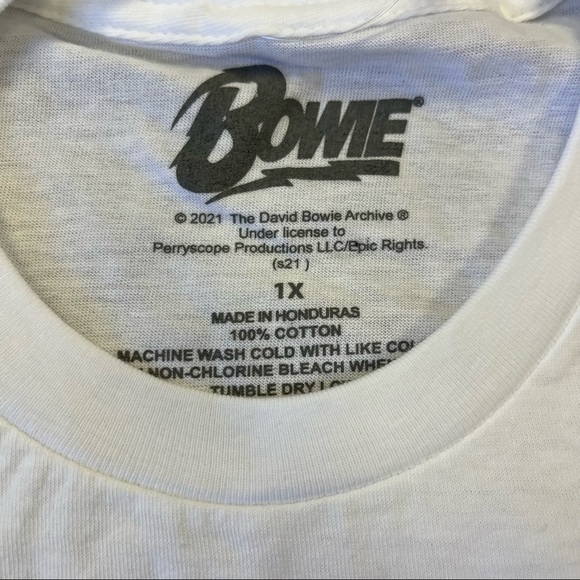 BOWIE®
© 2021 The David Bowie Archive ®
Under license to
Perryscope Productions LLC/Epic Rights.
(s21 )
1X
MADE IN HONDURAS
100% COTTON
MACHINE WASH COLD WITH LIKE
NON-CHLORINE BLEACH
TUMBLE DRY